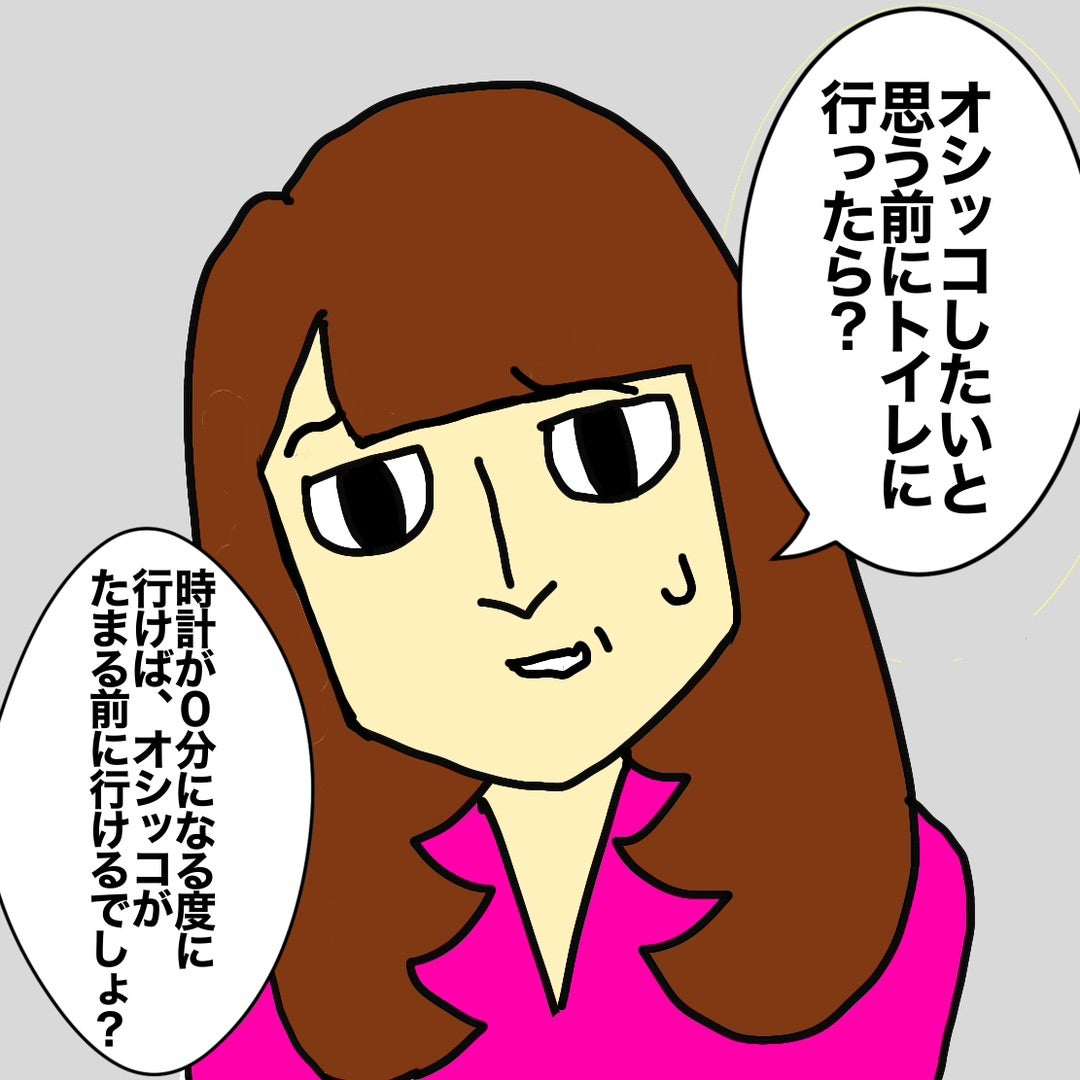 オシッコしたいと
思う前にトイレに
行ったら？
時計が０分になる度に
行けば、オシッコが
たまる前に行けるでしょ？